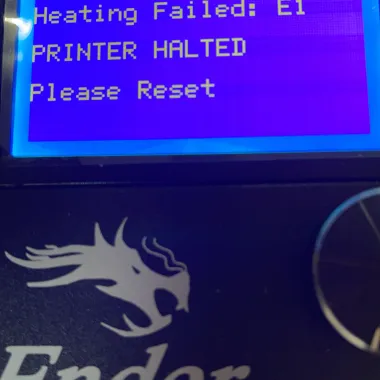 Heating Failed: E1
PRINTER HALTED
Please Reset
Ender